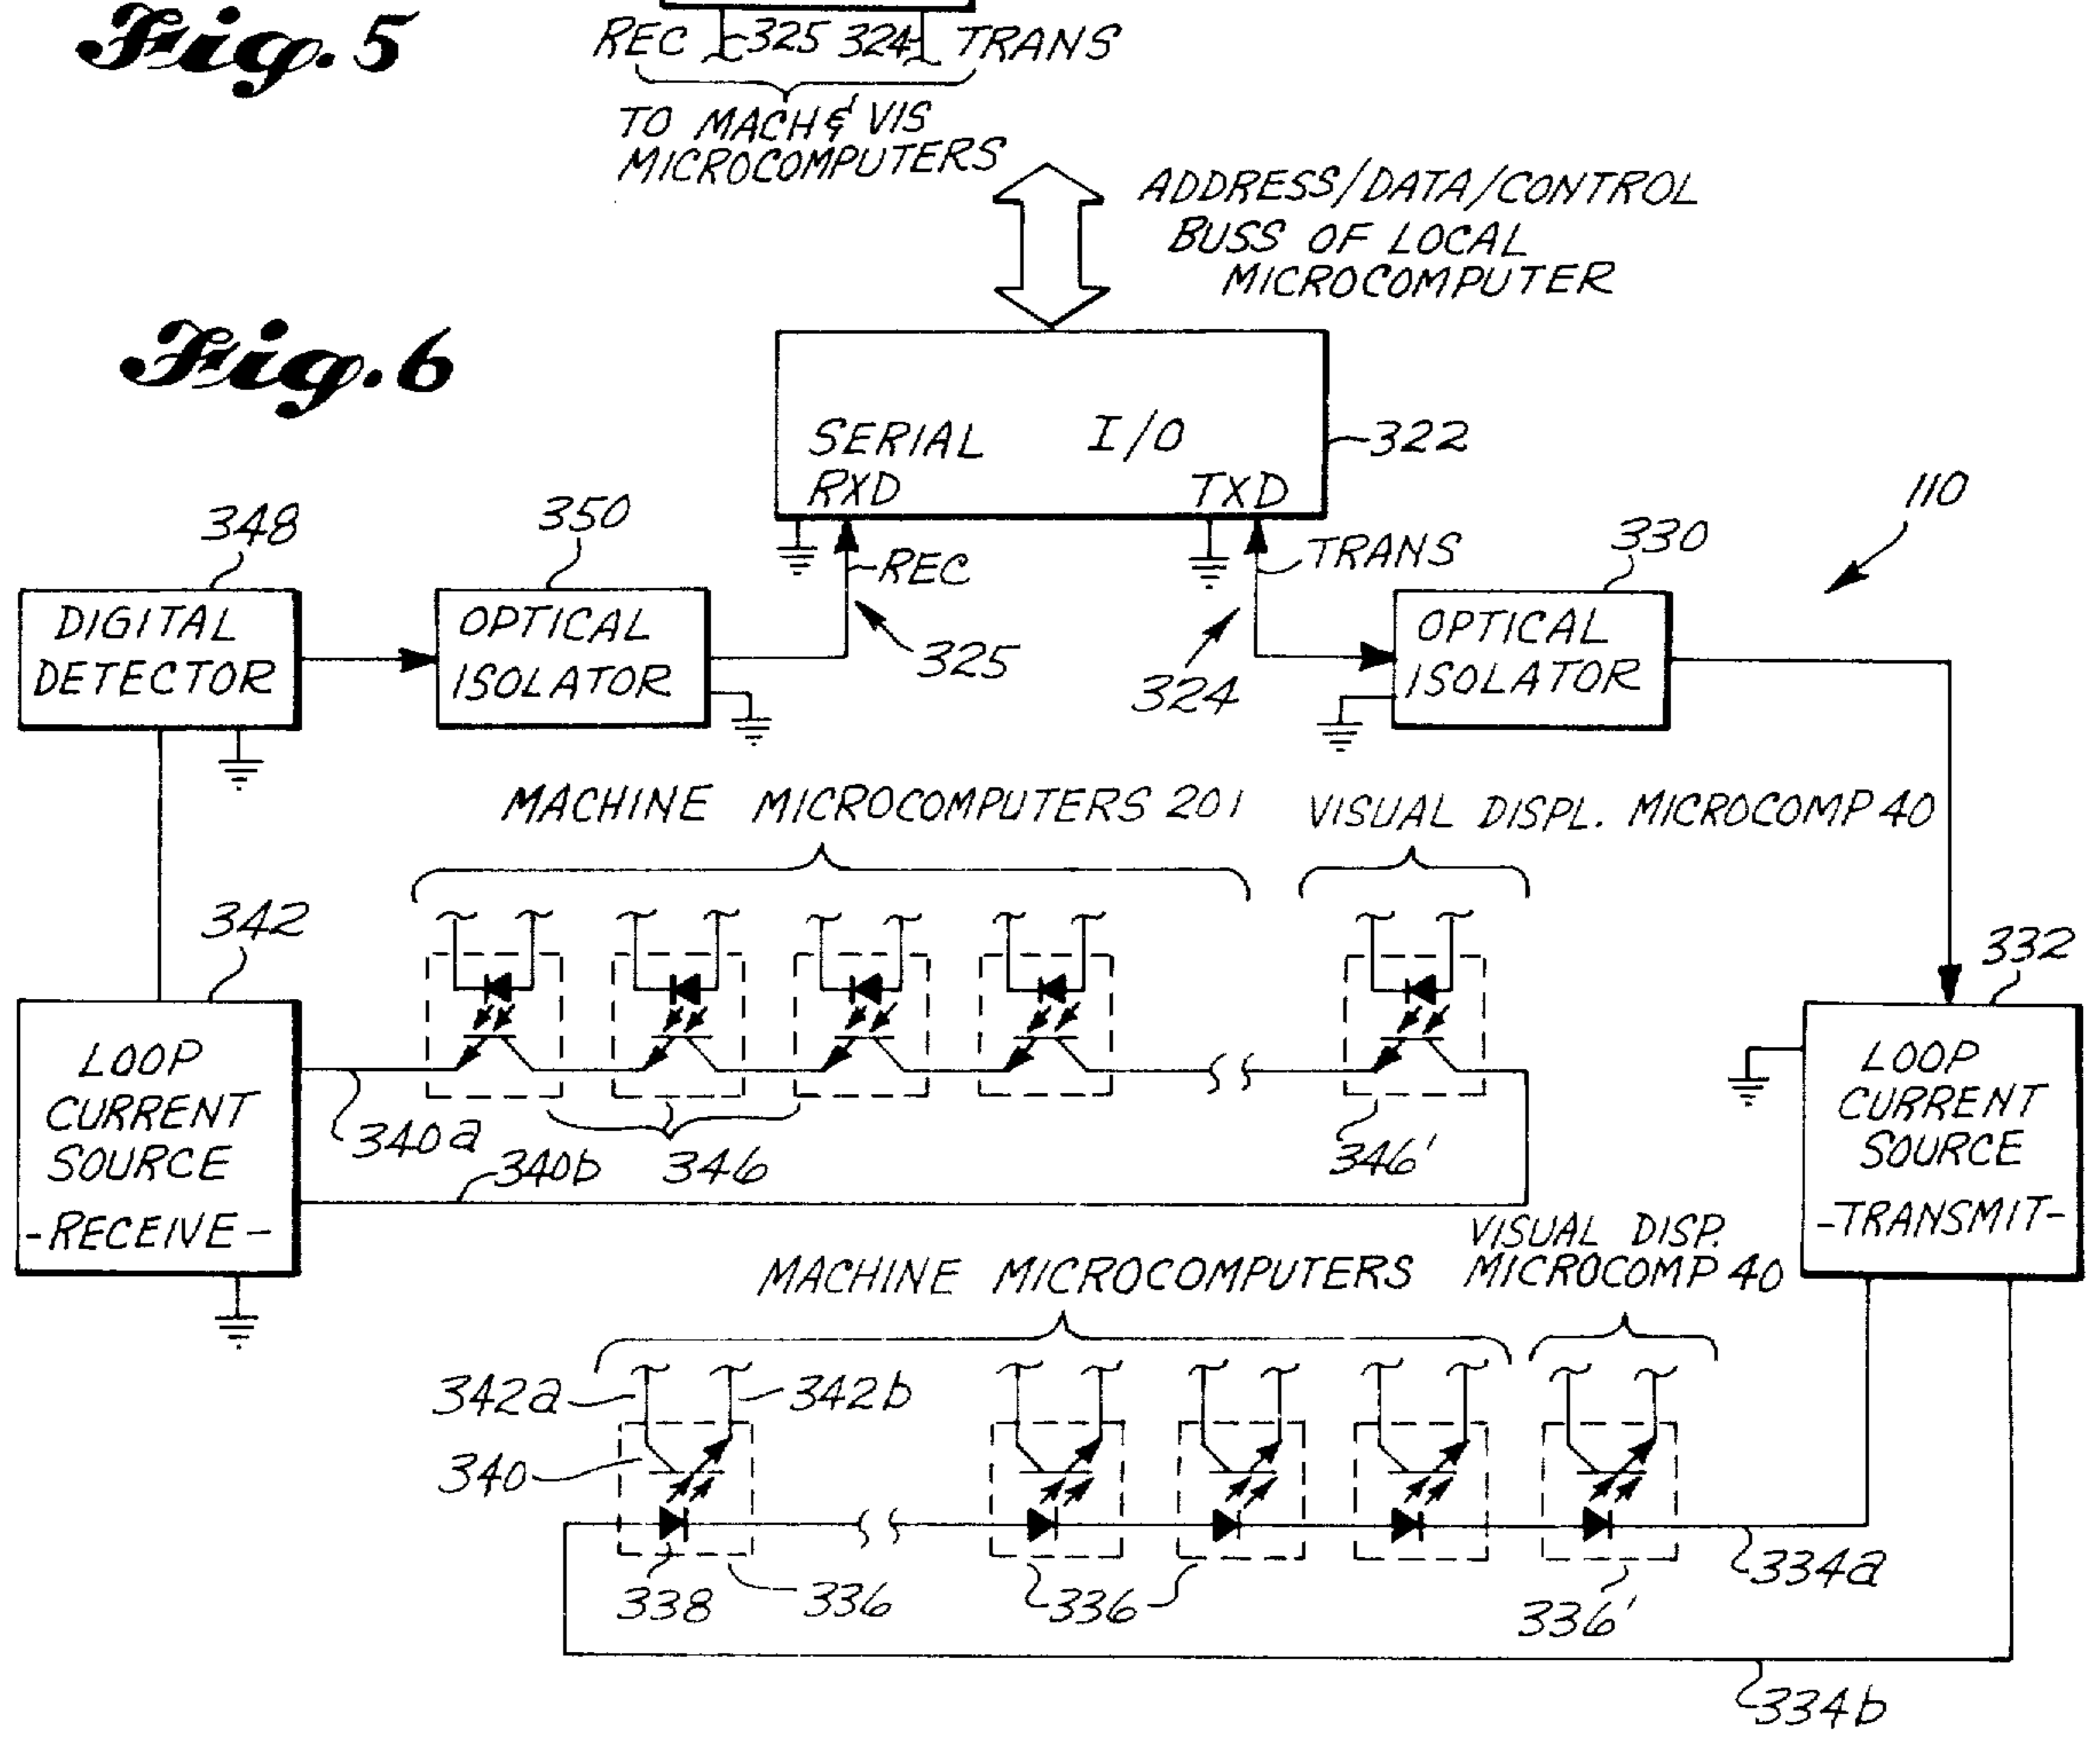 Fig. 5
REC 325 324 TRANS
TO MACH & VIS
MICROCOMPUTERS
ADDRESS/DATA/CONTROL
BUSS OF LOCAL
MICROCOMPUTER
Fig. 6
SERIAL I/O
RXD TXD
322
110
348
350
330
REC
TRANS
DIGITAL
DETECTOR
OPTICAL
ISOLATOR
325
324
OPTICAL
ISOLATOR
MACHINE MICROCOMPUTERS 201
VISUAL DISPL. MICROCOMP 40
342
332
LOOP
CURRENT
SOURCE
-RECEIVE-
340a
340b
346
346'
LOOP
CURRENT
SOURCE
-TRANSMIT-
MACHINE MICROCOMPUTERS
VISUAL DISP.
MICROCOMP 40
342a
342b
340
338
336
336
336'
334a
334b